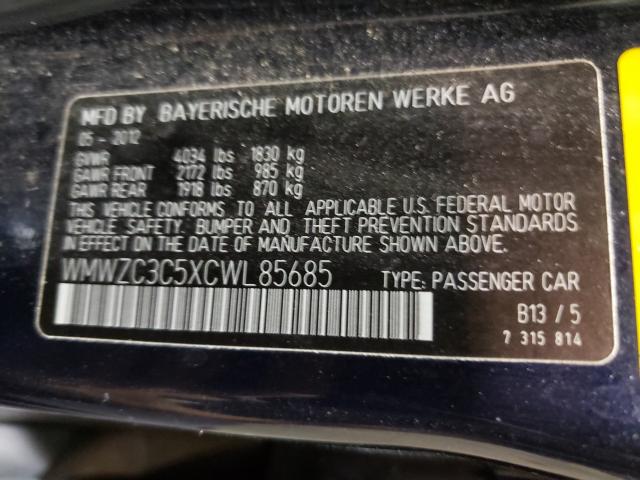 MFD BY BAYERISCHE MOTOREN WERKE AG
05 - 2012
GVWR 4034 lbs 1830 kg
GAWR FRONT 2172 lbs 985 kg
GAWR REAR 1918 lbs 870 kg
THIS VEHICLE CONFORMS TO ALL APPLICABLE U.S. FEDERAL MOTOR
VEHICLE SAFETY, BUMPER AND THEFT PREVENTION STANDARDS
IN EFFECT ON THE DATE OF MANUFACTURE SHOWN ABOVE.
WMWZC3C5XCWL85685 TYPE: PASSENGER CAR
B13 / 5
7 315 814